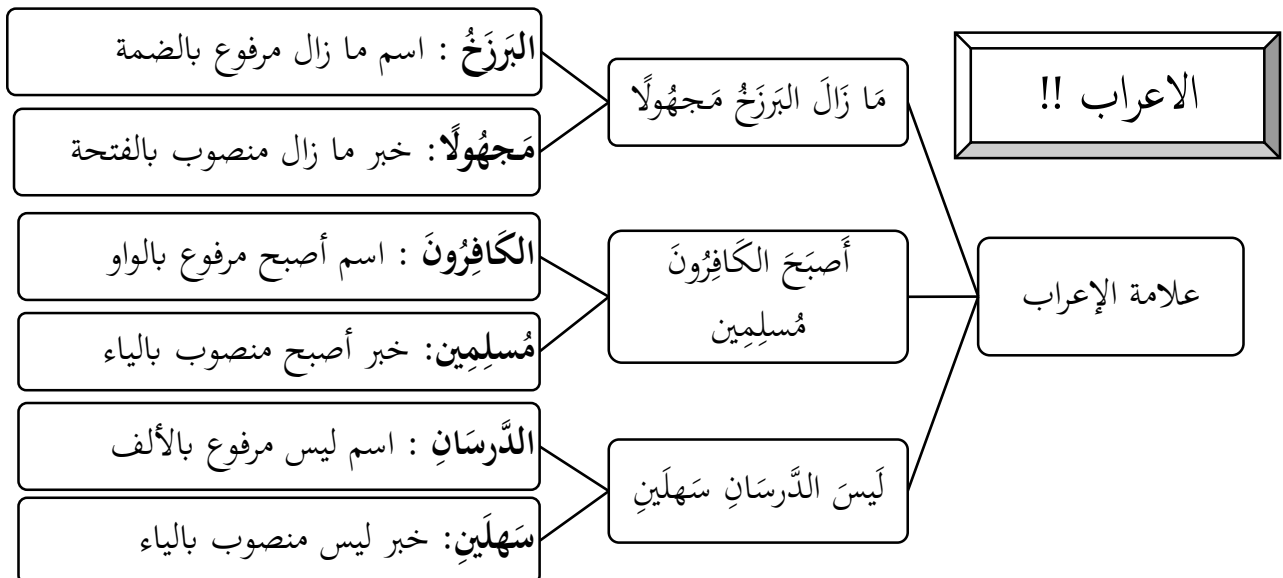 الاعراب !!
علامة الإعراب
مَا زَالَ البَرزَخُ مَجهُولًا
البَرزَخُ : اسم ما زال مرفوع بالضمة
مَجهُولًا: خبر ما زال منصوب بالفتحة
أَصبَحَ الكَافِرُونَ
مُسلِمِين
الكَافِرُونَ : اسم أصبح مرفوع بالواو
مُسلِمِين: خبر أصبح منصوب بالياء
لَيسَ الدَّرسَانِ سَهلَينِ
الدَّرسَانِ : اسم ليس مرفوع بالألف
سَهلَينِ: خبر ليس منصوب بالياء